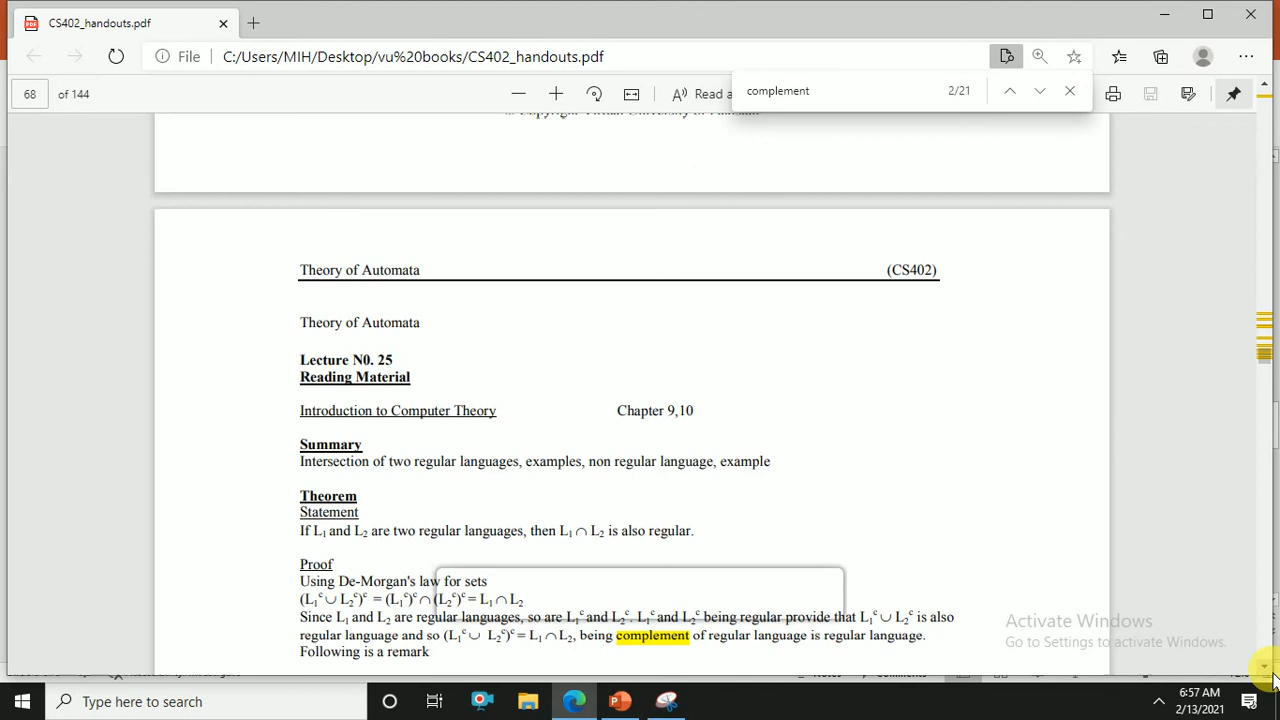 CS402_handouts.pdf
File C:/Users/MIH/Desktop/vu%20books/CS402_handouts.pdf
complement 2/21
68 of 144 Read a
Theory of Automata (CS402)
Theory of Automata
Lecture N0. 25
Reading Material
Introduction to Computer Theory Chapter 9,10
Summary
Intersection of two regular languages, examples, non regular language, example
Theorem
Statement
If L₁ and L₂ are two regular languages, then L₁ ∩ L₂ is also regular.
Proof
Using De-Morgan's law for sets
(L₁ᶜ ∪ L₂ᶜ)ᶜ = (L₁ᶜ)ᶜ ∩ (L₂ᶜ)ᶜ = L₁ ∩ L₂
Since L₁ and L₂ are regular languages, so are L₁ᶜ and L₂ᶜ. L₁ᶜ and L₂ᶜ being regular provide that L₁ᶜ ∪ L₂ᶜ is also
regular language and so (L₁ᶜ ∪ L₂ᶜ)ᶜ = L₁ ∩ L₂, being complement of regular language is regular language.
Following is a remark
Activate Windows
Go to Settings to activate Windows.
Type here to search
6:57 AM
2/13/2021